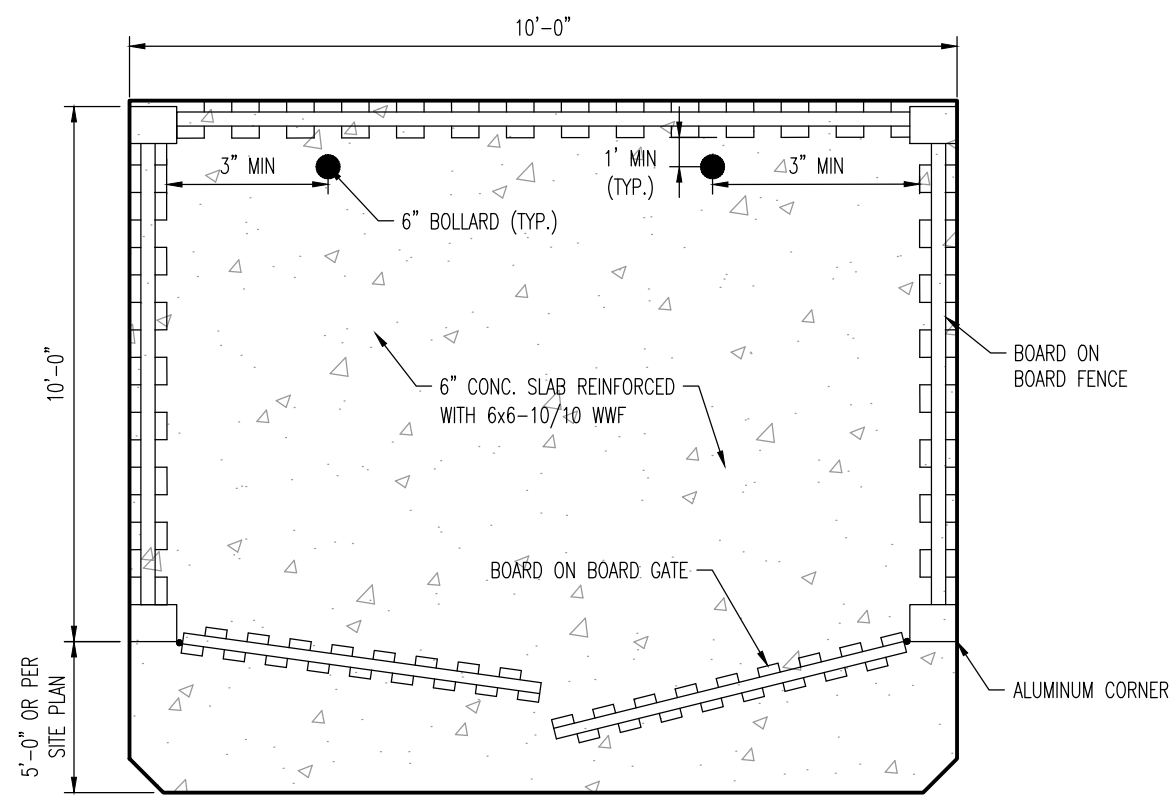 10'-0"
3" MIN
1' MIN
(TYP.)
3" MIN
6" BOLLARD (TYP.)
10'-0"
BOARD ON
BOARD FENCE
6" CONC. SLAB REINFORCED
WITH 6x6-10/10 WWF
BOARD ON BOARD GATE
5'-0" OR PER
SITE PLAN
ALUMINUM CORNER